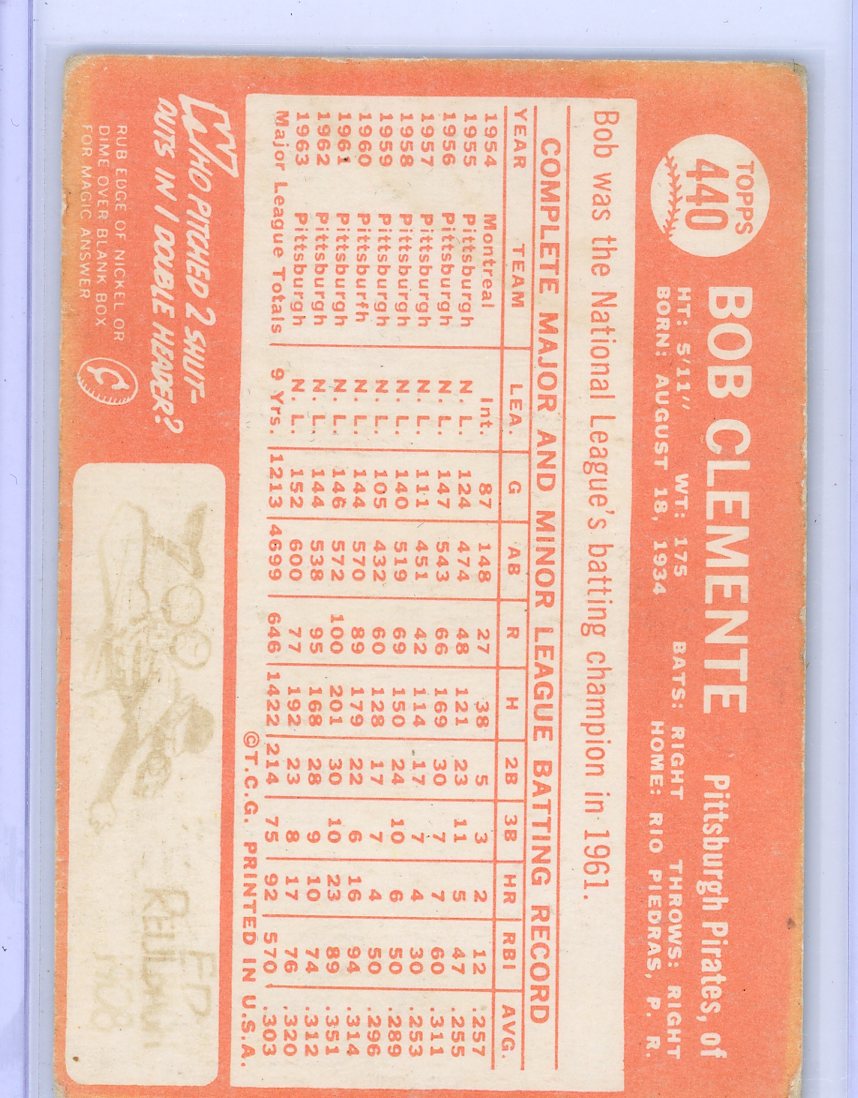 TOPPS
440
BOB CLEMENTE Pittsburgh Pirates, of
HT: 5'11" WT: 175 BATS: RIGHT THROWS: RIGHT
BORN: AUGUST 18, 1934 HOME: RIO PIEDRAS, P. R.
Bob was the National League's batting champion in 1961.
COMPLETE MAJOR AND MINOR LEAGUE BATTING RECORD
YEAR TEAM LEA. G AB R H 2B 3B HR RBI AVG.
1954 Montreal Int. 87 148 27 38 5 3 2 12 .257
1955 Pittsburgh N. L. 124 474 48 121 23 11 5 47 .255
1956 Pittsburgh N. L. 147 543 66 169 30 7 7 60 .311
1957 Pittsburgh N. L. 111 451 42 114 17 7 4 30 .253
1958 Pittsburgh N. L. 140 519 69 150 24 10 6 50 .289
1959 Pittsburgh N. L. 105 432 60 128 17 7 4 50 .296
1960 Pittsburgh N. L. 144 570 89 179 22 6 16 94 .314
1961 Pittsburgh N. L. 146 572 100 201 30 10 23 89 .351
1962 Pittsburgh N. L. 144 538 95 168 28 9 10 74 .312
1963 Pittsburgh N. L. 152 600 77 192 23 8 17 76 .320
Major League Totals 9 Yrs. 1213 4699 646 1422 214 75 92 570 .303
©T.C.G. PRINTED IN U.S.A.
WHO PITCHED 2 SHUT-
OUTS IN 1 DOUBLE HEADER?
RUB EDGE OF NICKEL OR
DIME OVER BLANK BOX
FOR MAGIC ANSWER
ED
1908